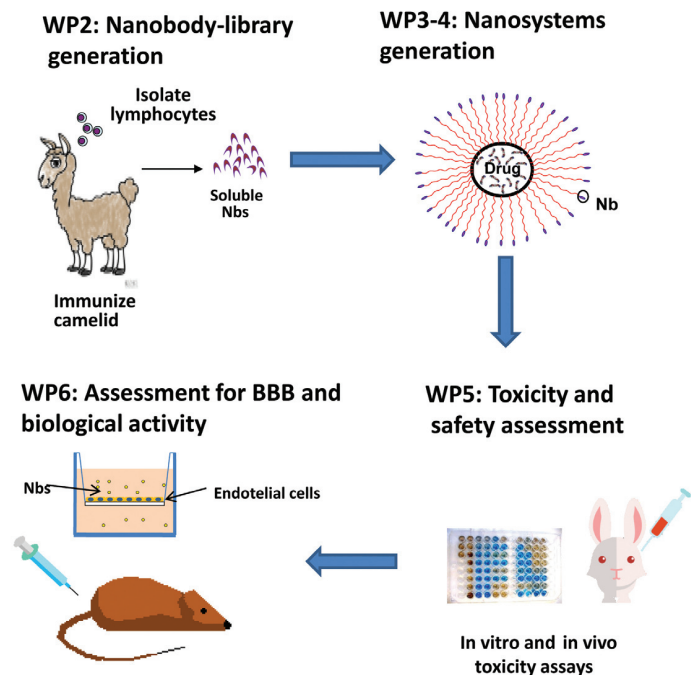 WP2: Nanobody-library
generation
Isolate
lymphocytes
Soluble
Nbs
Immunize
camelid
WP3-4: Nanosystems
generation
Drug
Nb
WP5: Toxicity and
safety assessment
In vitro and in vivo
toxicity assays
WP6: Assessment for BBB and
biological activity
Nbs
Endotelial cells